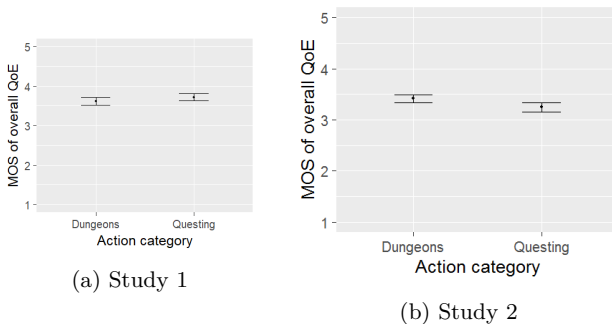 MOS of overall QoE
5
4
3
2
1
Dungeons Questing
Action category
(a) Study 1
MOS of overall QoE
5
4
3
2
1
Dungeons Questing
Action category
(b) Study 2